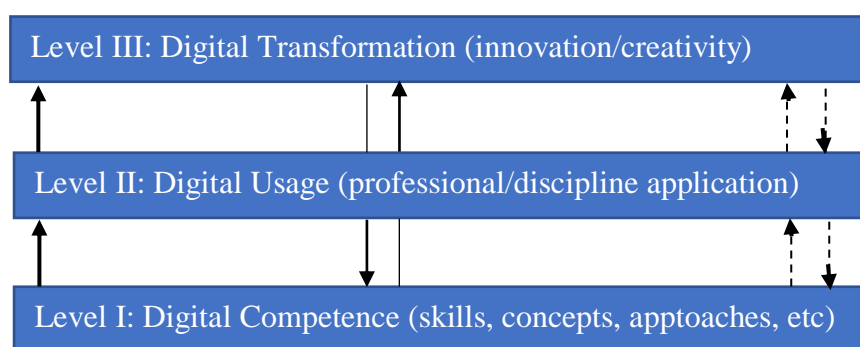 Level III: Digital Transformation (innovation/creativity)
Level II: Digital Usage (professional/discipline application)
Level I: Digital Competence (skills, concepts, apptoaches, etc)